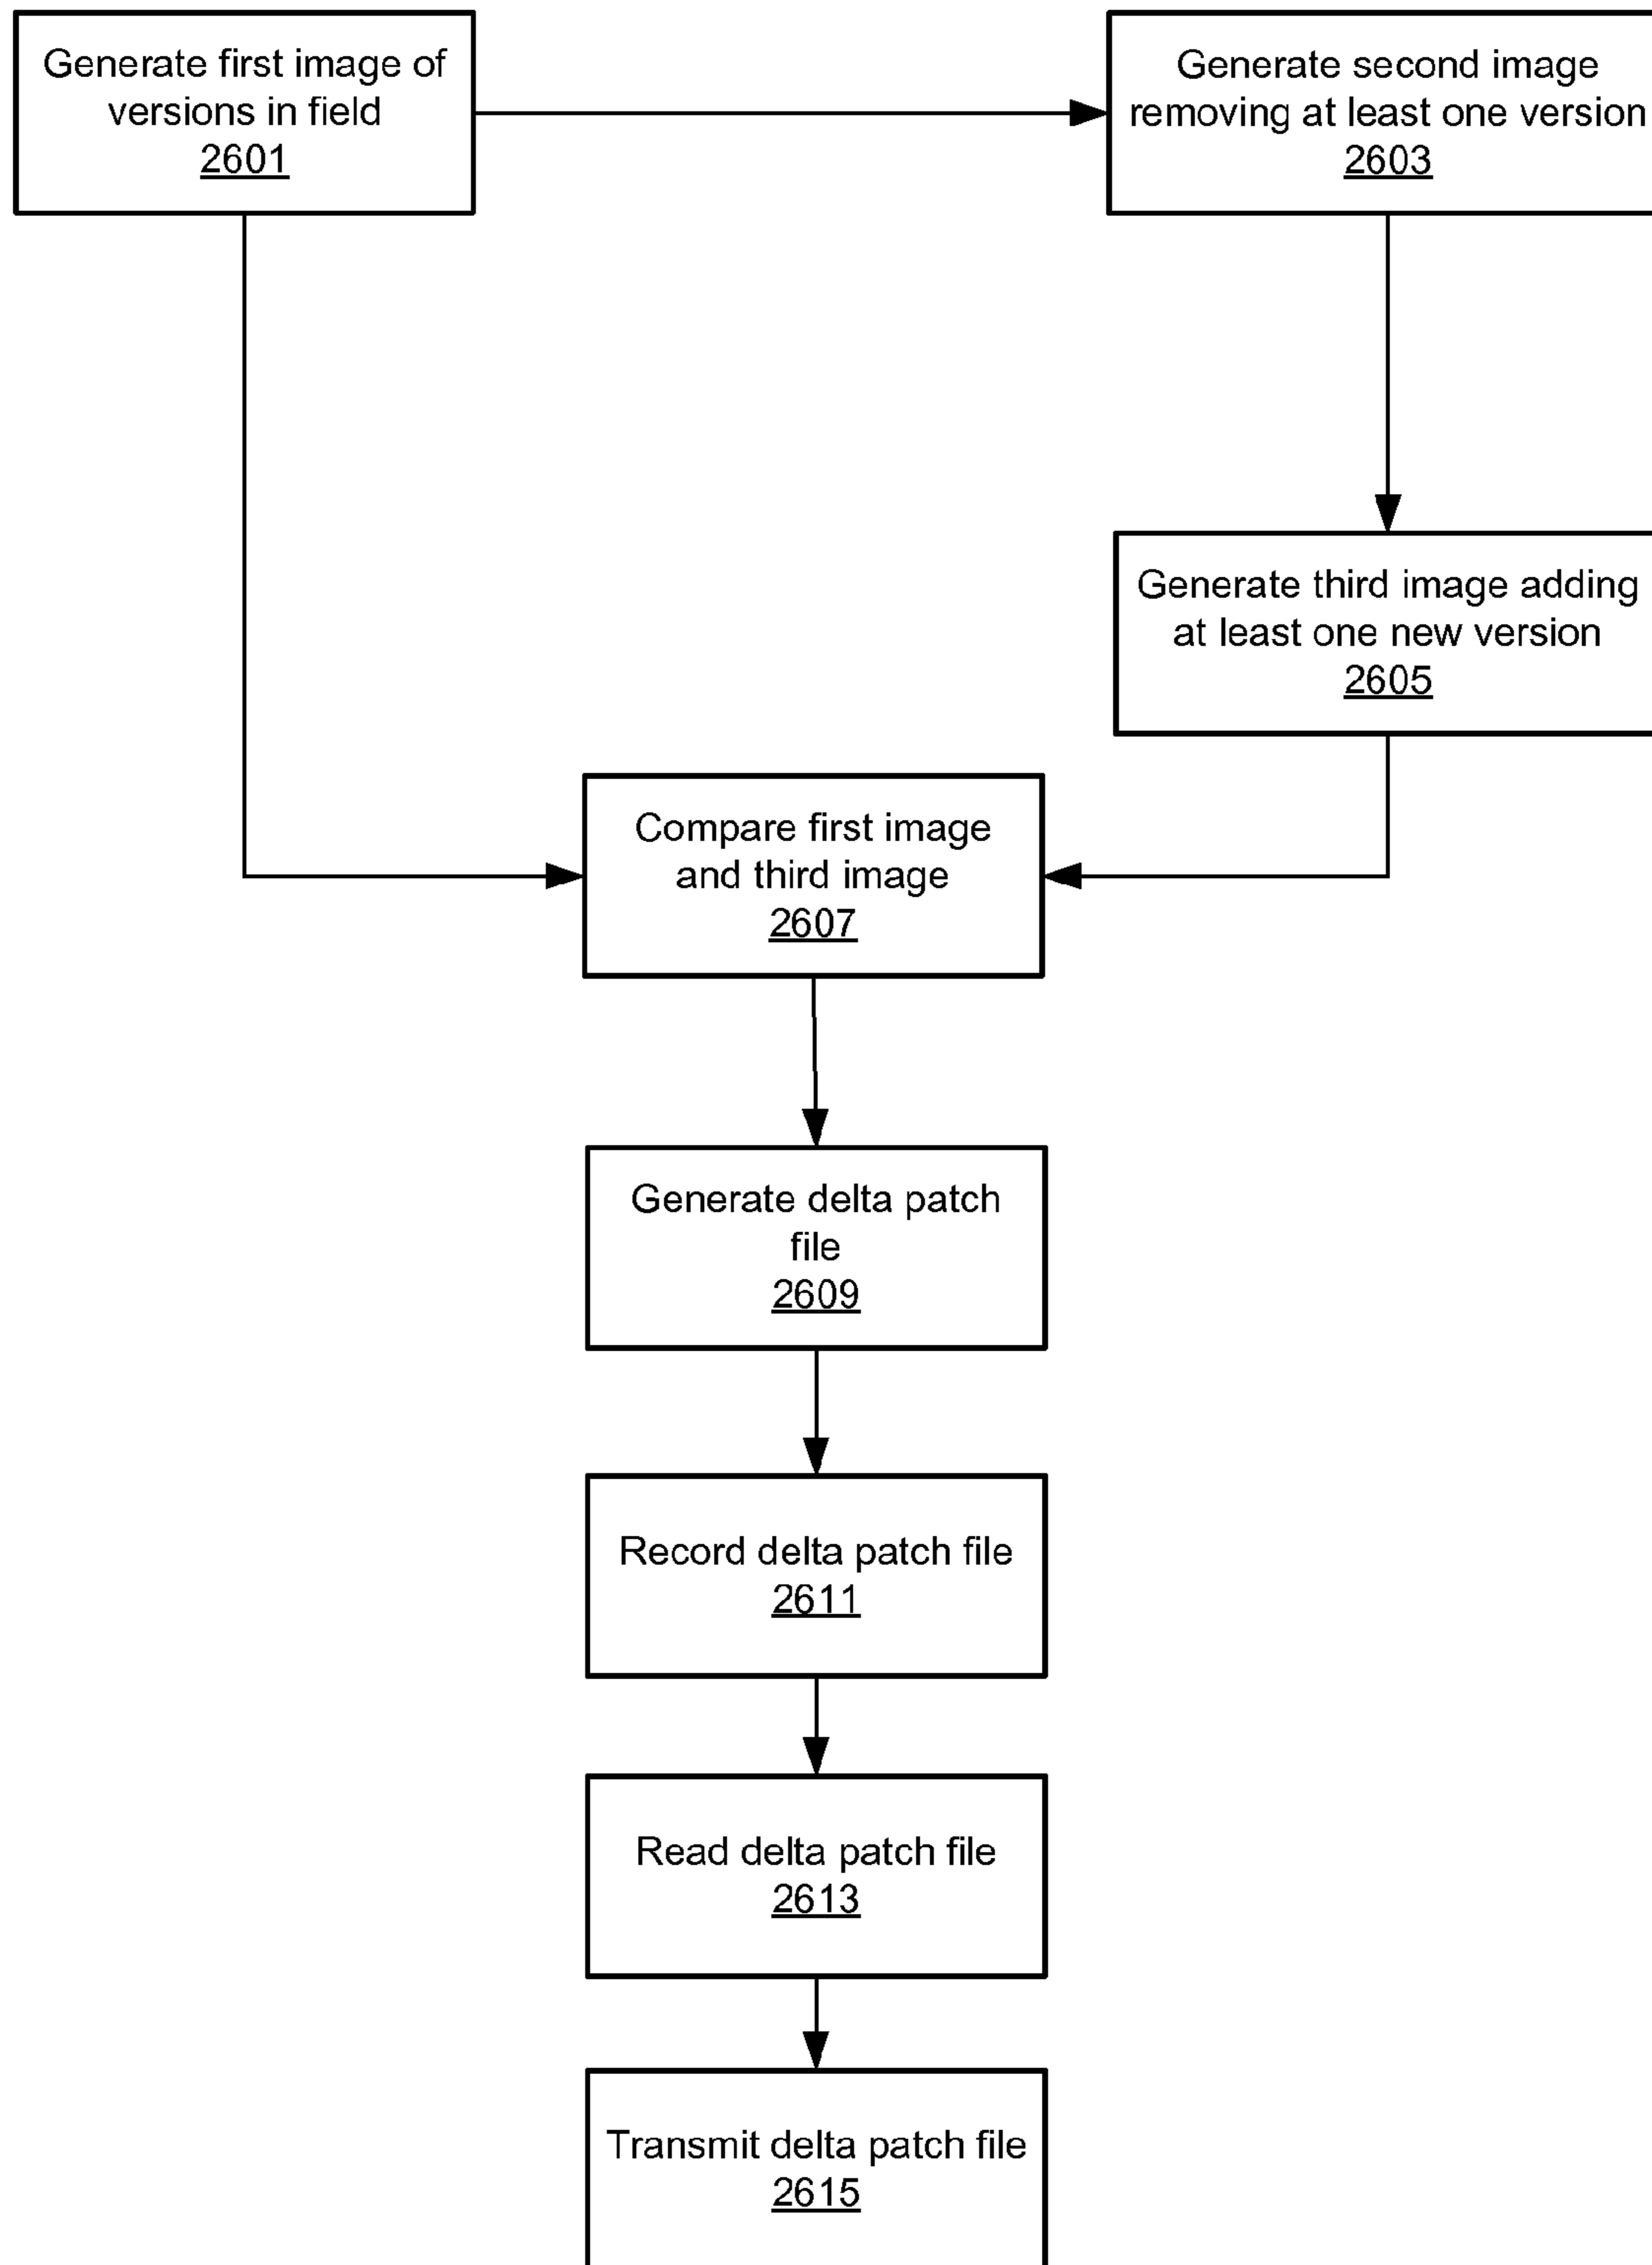 Generate first image of
versions in field
2601
Generate second image
removing at least one version
2603
Generate third image adding
at least one new version
2605
Compare first image
and third image
2607
Generate delta patch
file
2609
Record delta patch file
2611
Read delta patch file
2613
Transmit delta patch file
2615